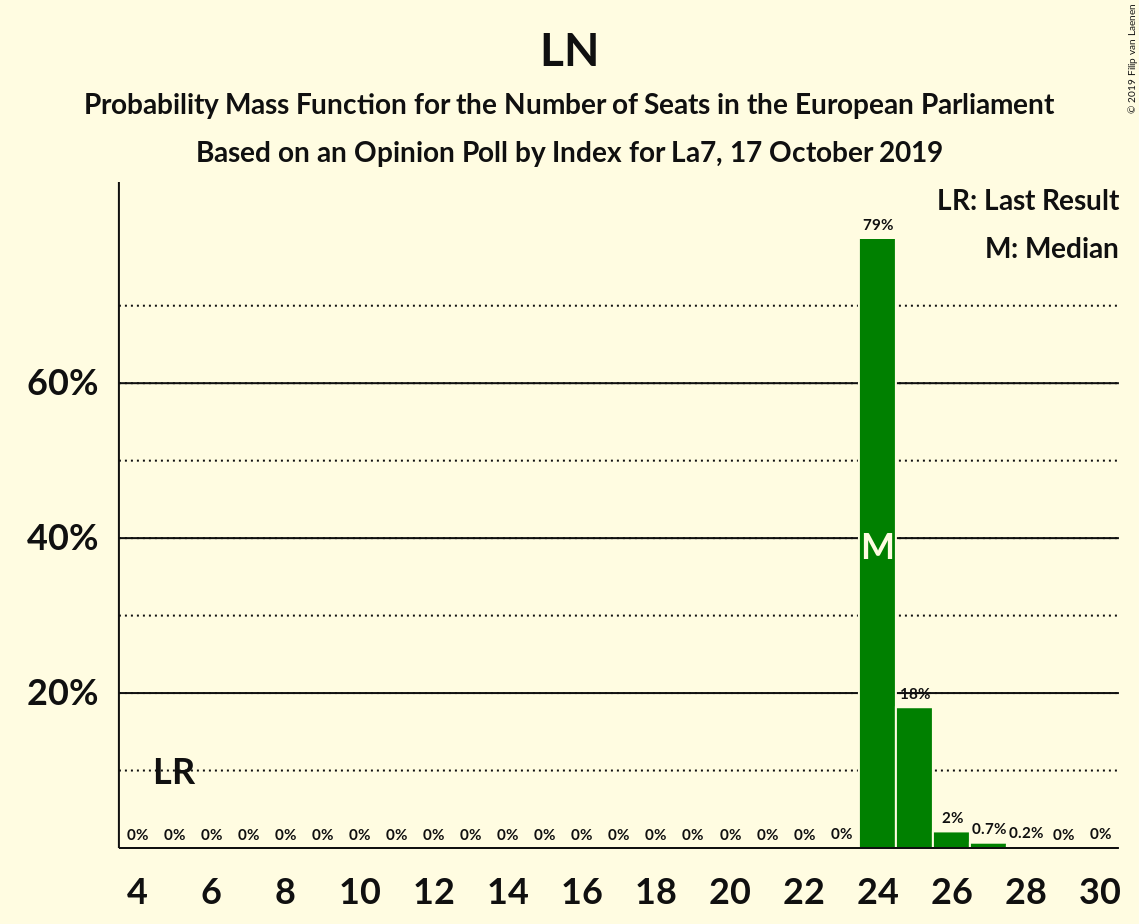 © 2019 Filip van Laenen
LN
Probability Mass Function for the Number of Seats in the European Parliament
Based on an Opinion Poll by Index for La7, 17 October 2019
LR: Last Result
M: Median
79%
60%
40%
M
20%
18%
LR
0% 0% 0% 0% 0% 0% 0% 0% 0% 0% 0% 0% 0% 0% 0% 0% 0% 0% 0% 0% 2% 0.7% 0.2% 0% 0%
4 6 8 10 12 14 16 18 20 22 24 26 28 30